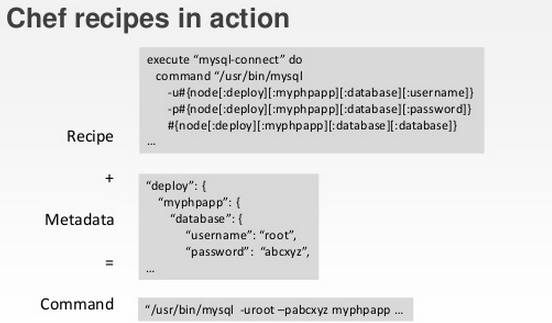 Chef recipes in action
execute “mysql-connect” do
command “/usr/bin/mysql
-u#{node[:deploy][:myphpapp][:database][:username]}
-p#{node[:deploy][:myphpapp][:database][:password]}
#{node[:deploy][:myphpapp][:database][:database]}
…
Recipe
+
“deploy”: {
“myphpapp”: {
“database”: {
“username”: “root”,
“password”:  “abcxyz”,
…
Metadata
=
Command
“/usr/bin/mysql  -uroot –pabcxyz myphpapp …